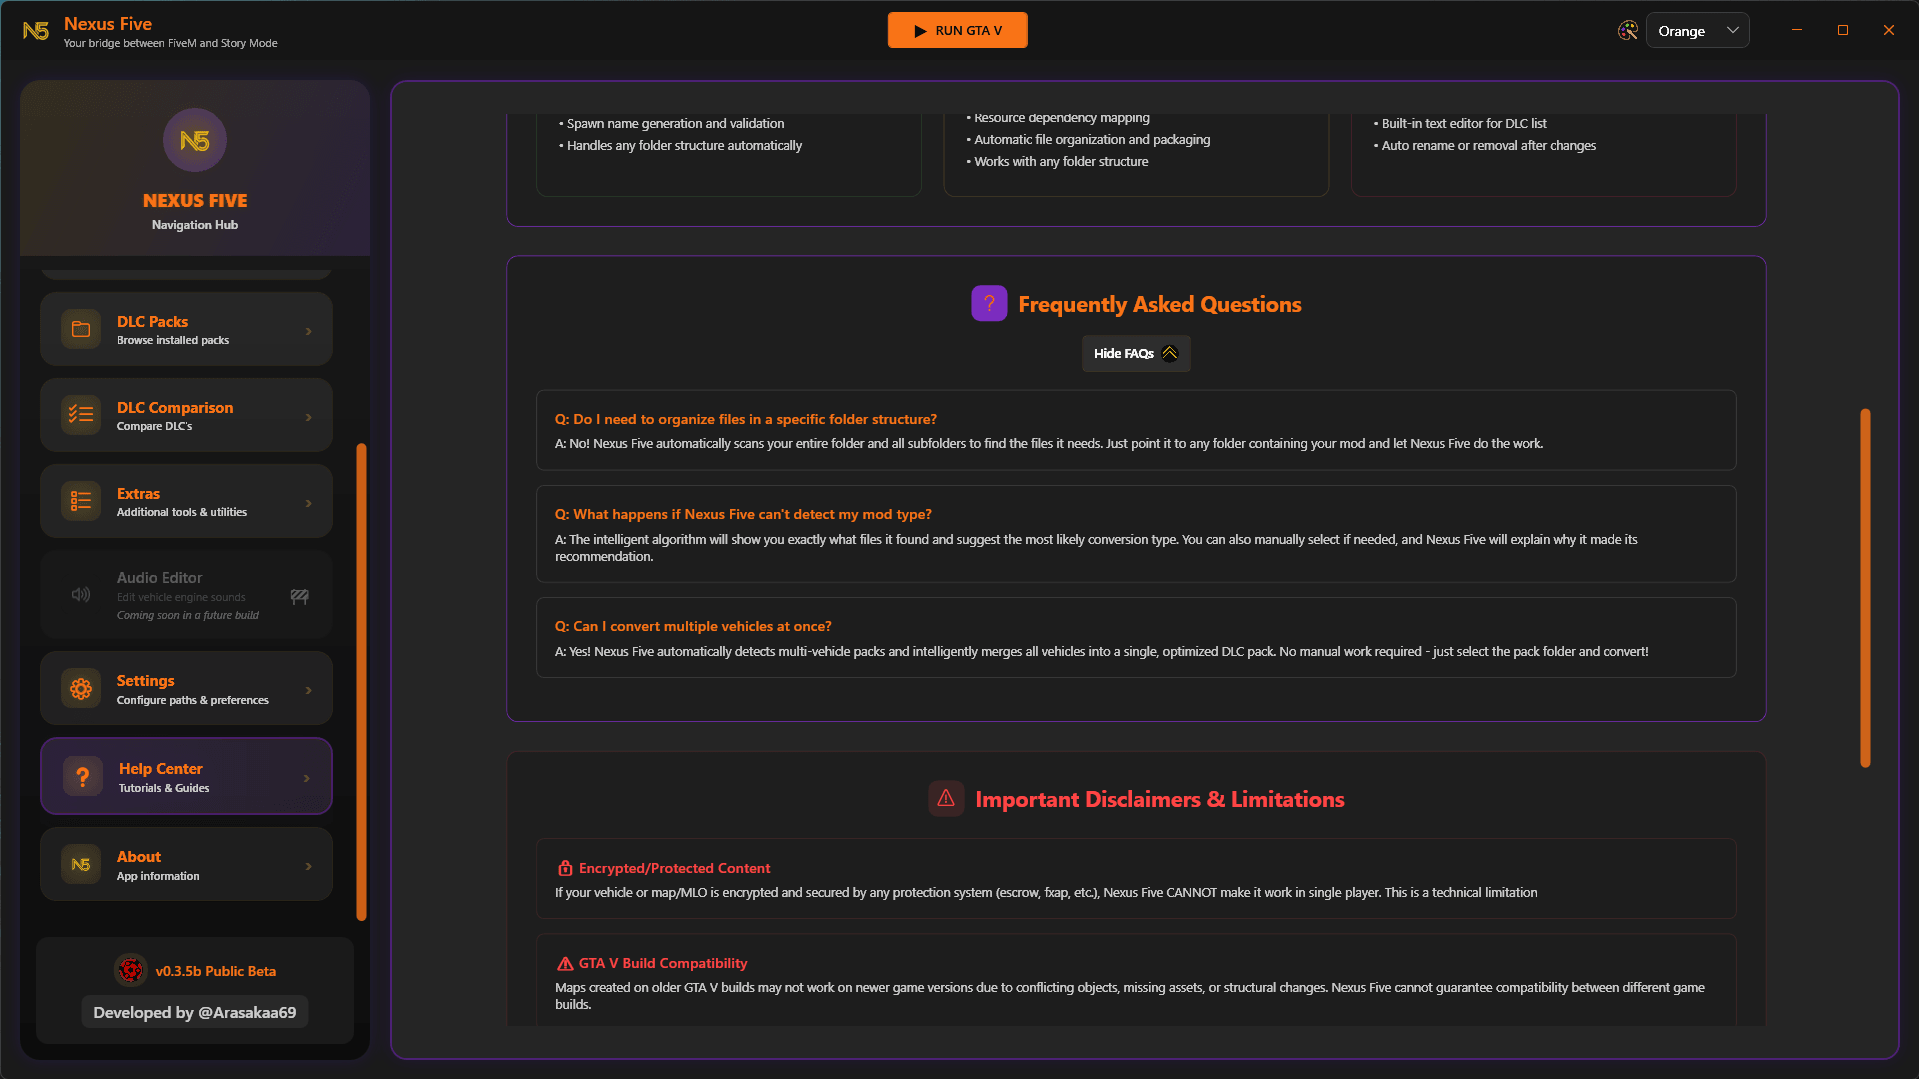 Nexus Five
Your bridge between FiveM and Story Mode
RUN GTA V
Orange
N5
NEXUS FIVE
Navigation Hub
DLC Packs
Browse installed packs
DLC Comparison
Compare DLC's
Extras
Additional tools & utilities
Audio Editor
Edit vehicle engine sounds
Coming soon in a future build
Settings
Configure paths & preferences
Help Center
Tutorials & Guides
About
App information
v0.3.5b Public Beta
Developed by @Arasakaa69
• Spawn name generation and validation
• Handles any folder structure automatically
• Resource dependency mapping
• Automatic file organization and packaging
• Works with any folder structure
• Built-in text editor for DLC list
• Auto rename or removal after changes
Frequently Asked Questions
Hide FAQs
Q: Do I need to organize files in a specific folder structure?
A: No! Nexus Five automatically scans your entire folder and all subfolders to find the files it needs. Just point it to any folder containing your mod and let Nexus Five do the work.
Q: What happens if Nexus Five can't detect my mod type?
A: The intelligent algorithm will show you exactly what files it found and suggest the most likely conversion type. You can also manually select if needed, and Nexus Five will explain why it made its
recommendation.
Q: Can I convert multiple vehicles at once?
A: Yes! Nexus Five automatically detects multi-vehicle packs and intelligently merges all vehicles into a single, optimized DLC pack. No manual work required - just select the pack folder and convert!
Important Disclaimers & Limitations
Encrypted/Protected Content
If your vehicle or map/MLO is encrypted and secured by any protection system (escrow, fxap, etc.), Nexus Five CANNOT make it work in single player. This is a technical limitation
GTA V Build Compatibility
Maps created on older GTA V builds may not work on newer game versions due to conflicting objects, missing assets, or structural changes. Nexus Five cannot guarantee compatibility between different game
builds.